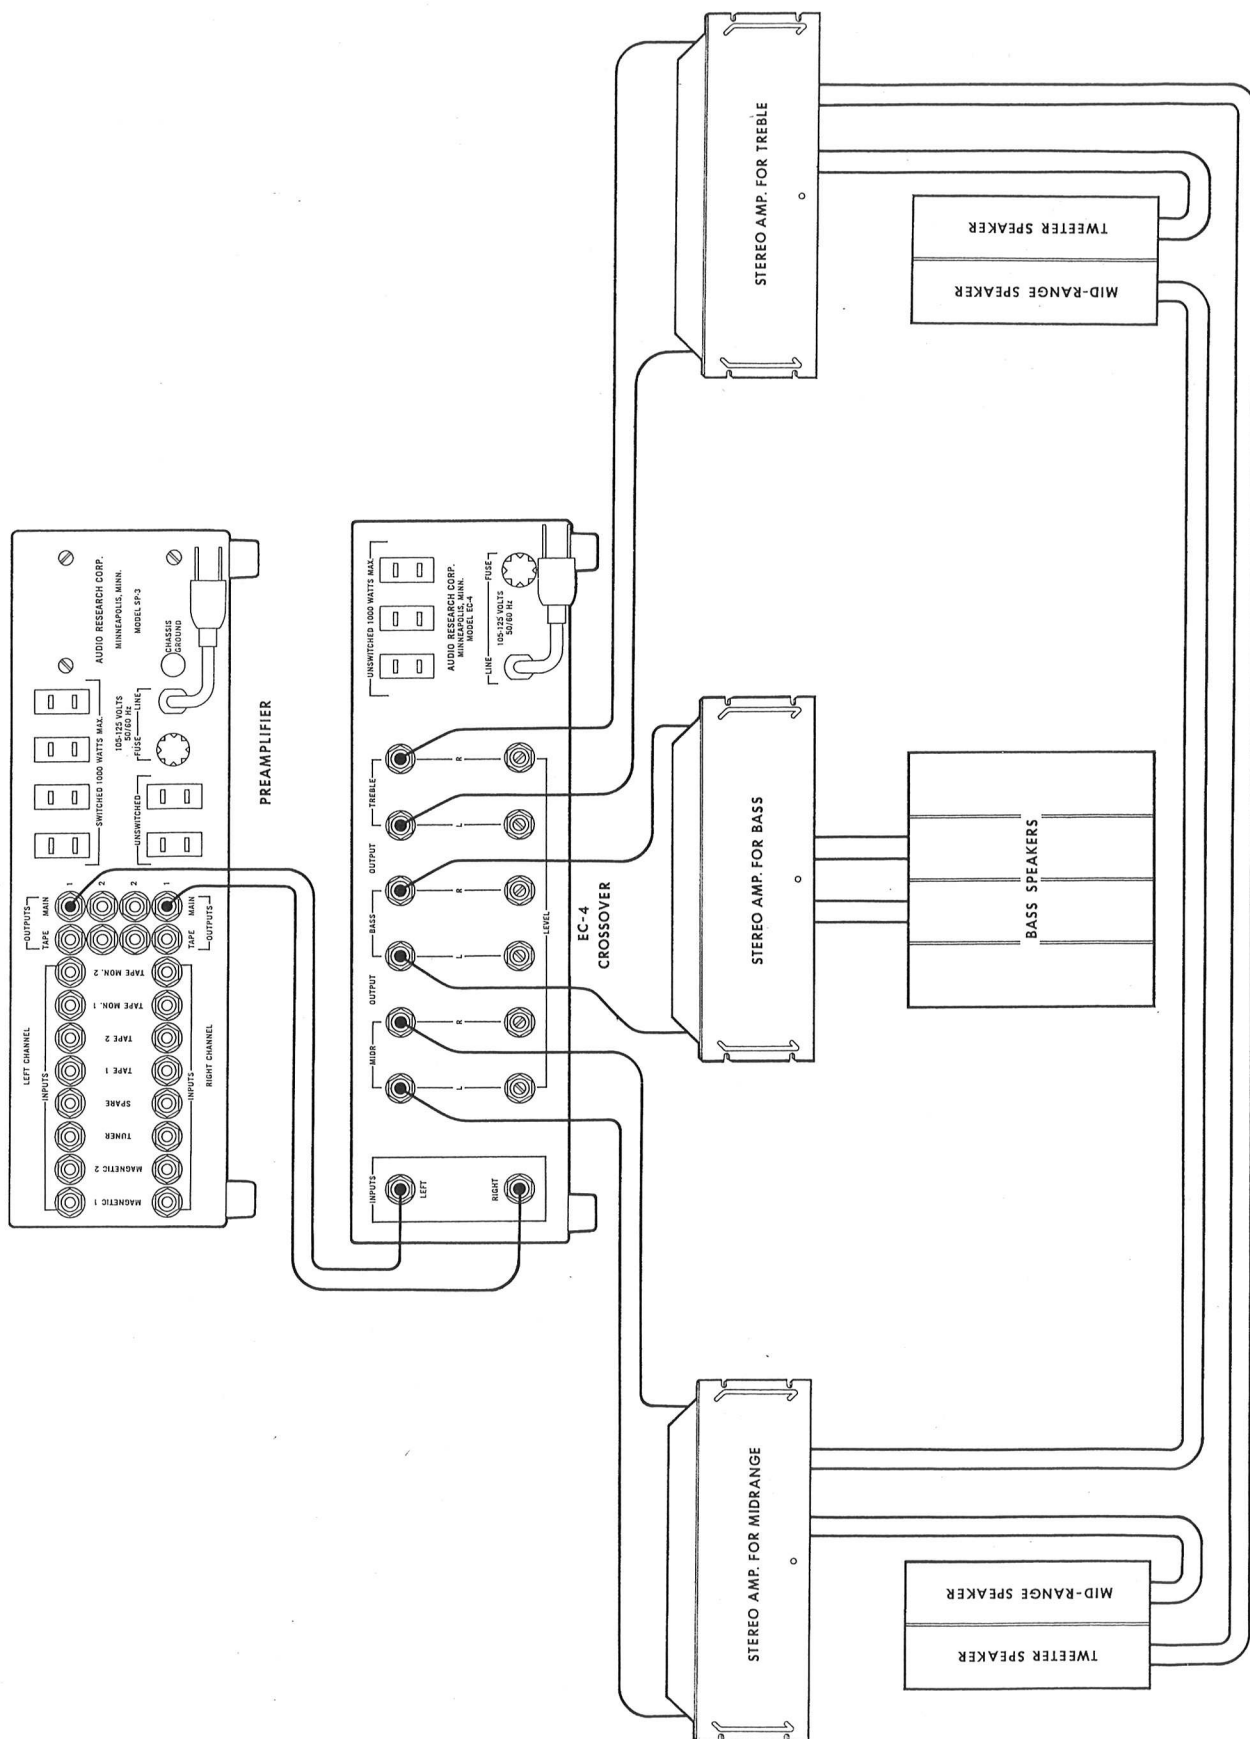 LEFT CHANNEL
INPUTS
MAGNETIC 1
MAGNETIC 2
TUNER
SPARE
TAPE 1
TAPE 2
TAPE MON. 1
TAPE MON. 2
INPUTS
RIGHT CHANNEL
OUTPUTS
TAPE
MAIN
1
2
2
1
TAPE
MAIN
OUTPUTS
SWITCHED 1000 WATTS MAX.
UNSWITCHED
105-125 VOLTS
50/60 Hz
FUSE
LINE
AUDIO RESEARCH CORP.
MINNEAPOLIS, MINN.
MODEL SP-3
CHASSIS
GROUND
PREAMPLIFIER
INPUTS
LEFT
RIGHT
MIDR
OUTPUT
BASS
OUTPUT
TREBLE
L
R
L
R
L
R
LEVEL
UNSWITCHED 1000 WATTS MAX.
AUDIO RESEARCH CORP.
MINNEAPOLIS, MINN.
MODEL EC-4
LINE
FUSE
105-125 VOLTS
50/60 Hz
EC-4
CROSSOVER
STEREO AMP. FOR MIDRANGE
STEREO AMP. FOR BASS
STEREO AMP. FOR TREBLE
TWEETER SPEAKER
MID-RANGE SPEAKER
BASS SPEAKERS
MID-RANGE SPEAKER
TWEETER SPEAKER